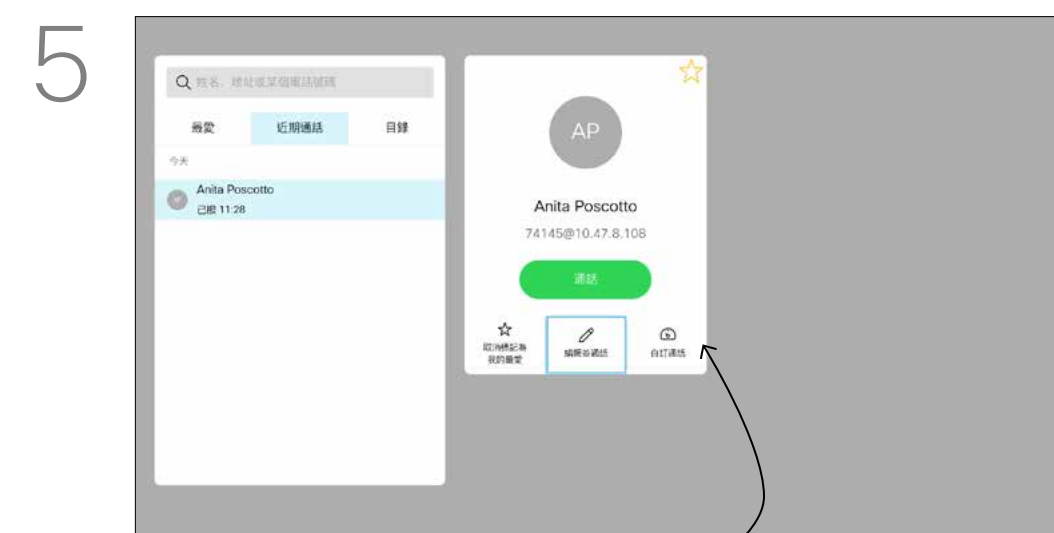 5
姓名、地址或某個電話號碼
最愛 近期通話 目錄
今天
Anita Poscotto
已撥 11:28
AP
Anita Poscotto
74145@10.47.8.108
通話
取消標記為
我的最愛
編輯並通話
自訂通話